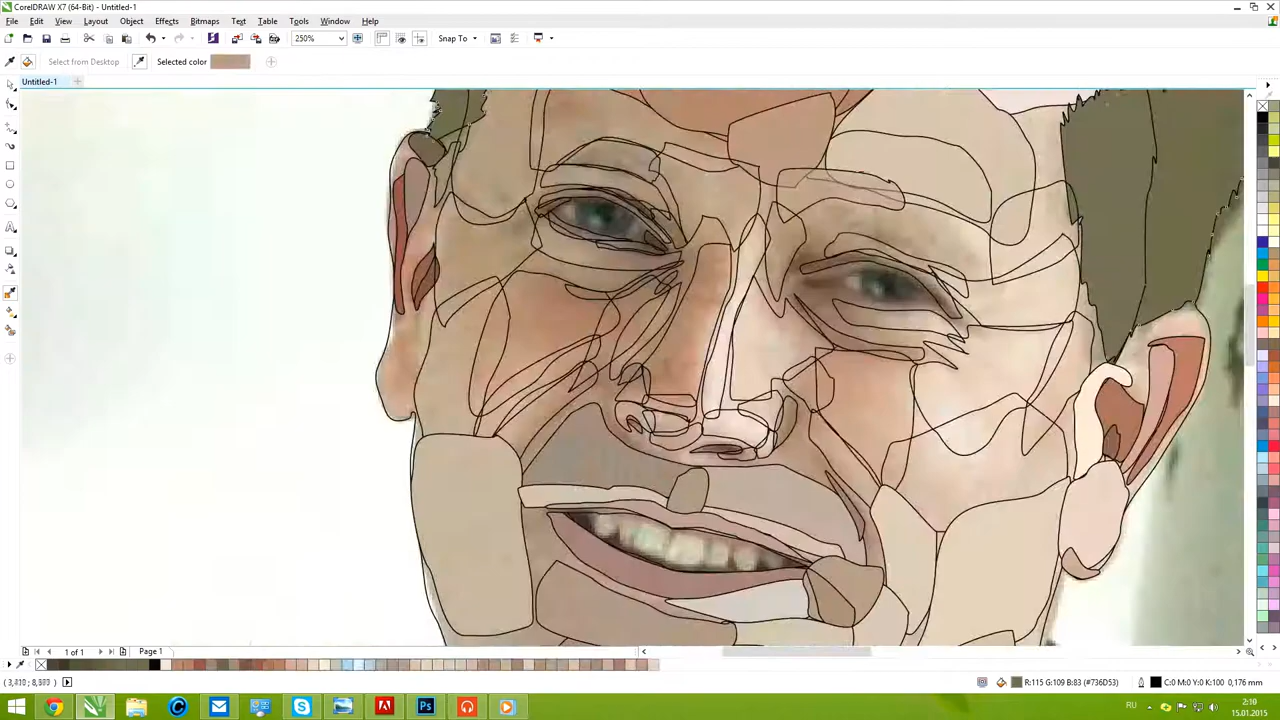 CorelDRAW X7 (64-Bit) - Untitled-1
File Edit View Layout Object Effects Bitmaps Text Table Tools Window Help
250% Snap To
Select from Desktop Selected color
Untitled-1
1 of 1 Page 1
R:115 G:109 B:83 (#736D53) C:0 M:0 Y:0 K:100 0,176 mm
RU 2:10
15.01.2015